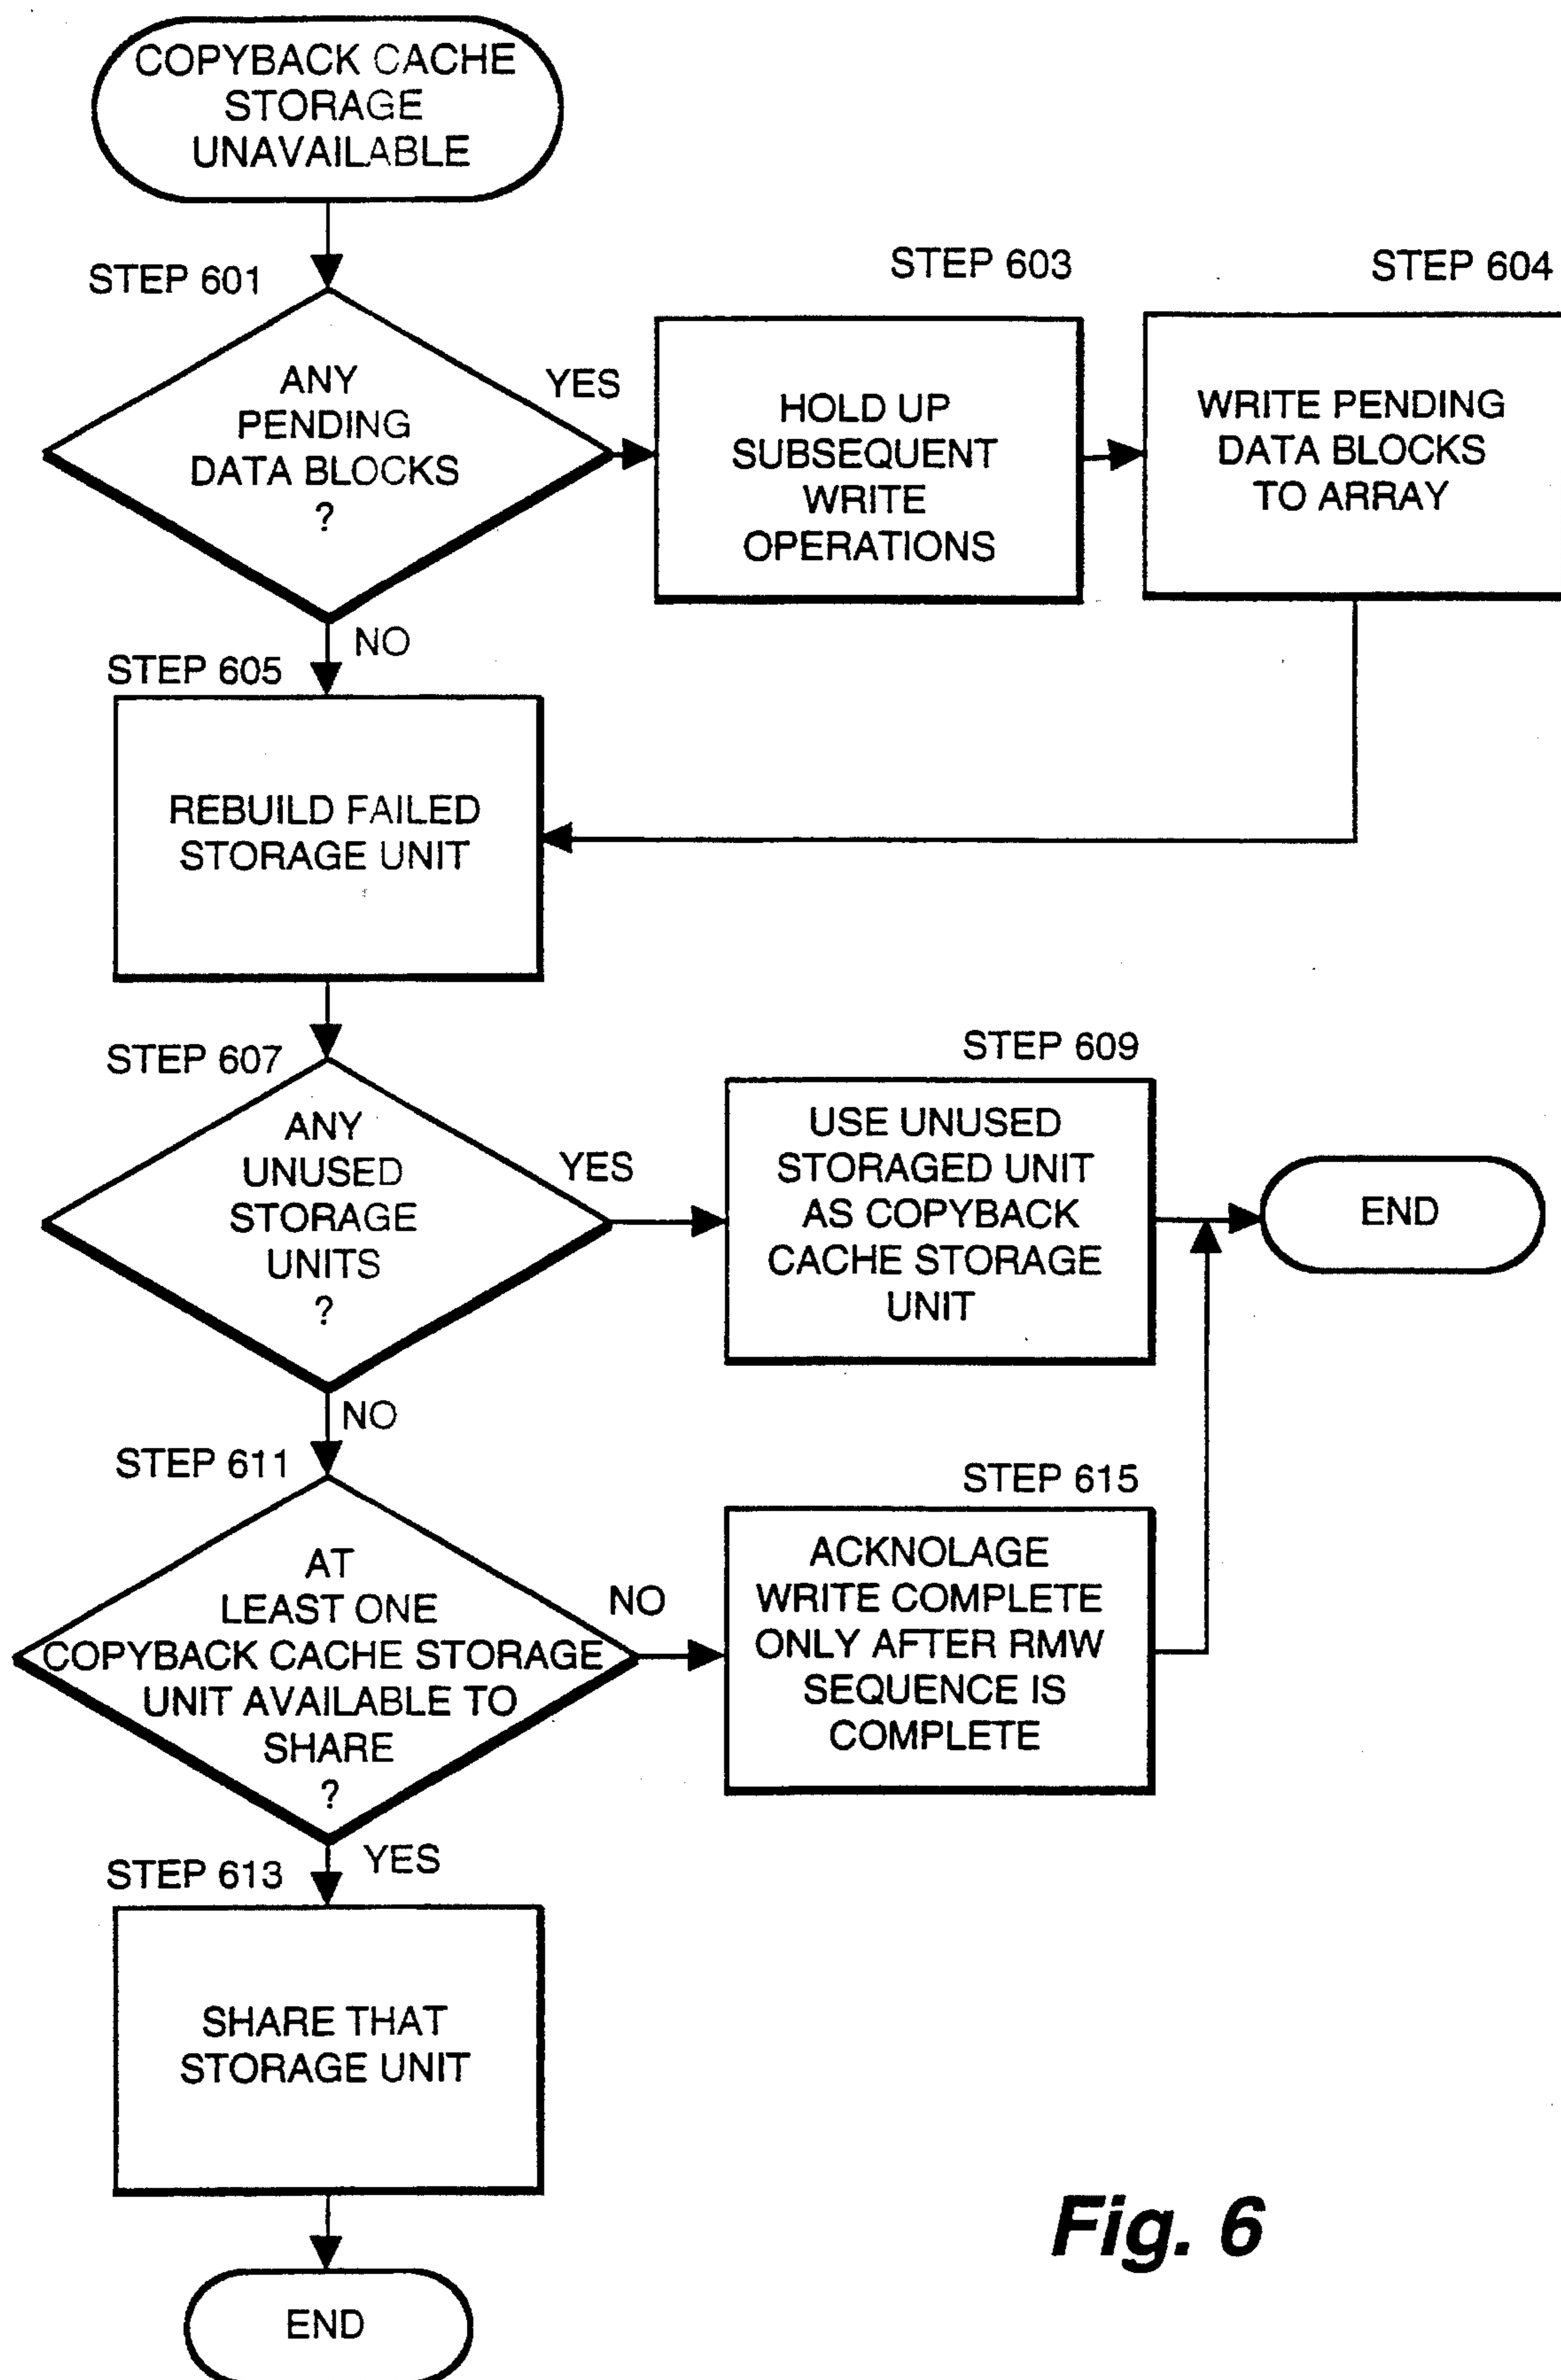 COPYBACK CACHE
STORAGE
UNAVAILABLE
STEP 601
ANY
PENDING
DATA BLOCKS
?
YES
STEP 603
HOLD UP
SUBSEQUENT
WRITE
OPERATIONS
STEP 604
WRITE PENDING
DATA BLOCKS
TO ARRAY
NO
STEP 605
REBUILD FAILED
STORAGE UNIT
STEP 607
ANY
UNUSED
STORAGE
UNITS
?
YES
STEP 609
USE UNUSED
STORAGED UNIT
AS COPYBACK
CACHE STORAGE
UNIT
END
NO
STEP 611
AT
LEAST ONE
COPYBACK CACHE STORAGE
UNIT AVAILABLE TO
SHARE
?
NO
STEP 615
ACKNOLAGE
WRITE COMPLETE
ONLY AFTER RMW
SEQUENCE IS
COMPLETE
YES
STEP 613
SHARE THAT
STORAGE UNIT
END
Fig. 6